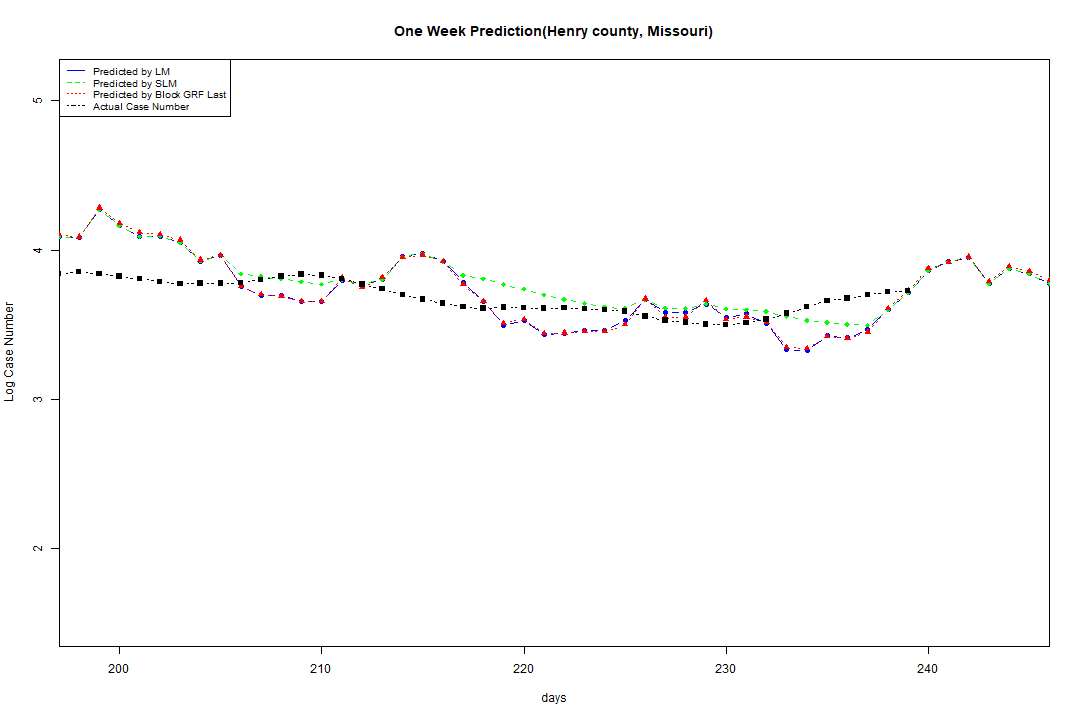 One Week Prediction(Henry county, Missouri)
Predicted by LM
Predicted by SLM
Predicted by Block GRF Last
Actual Case Number
5
4
3
2
Log Case Number
200 210 220 230 240
days